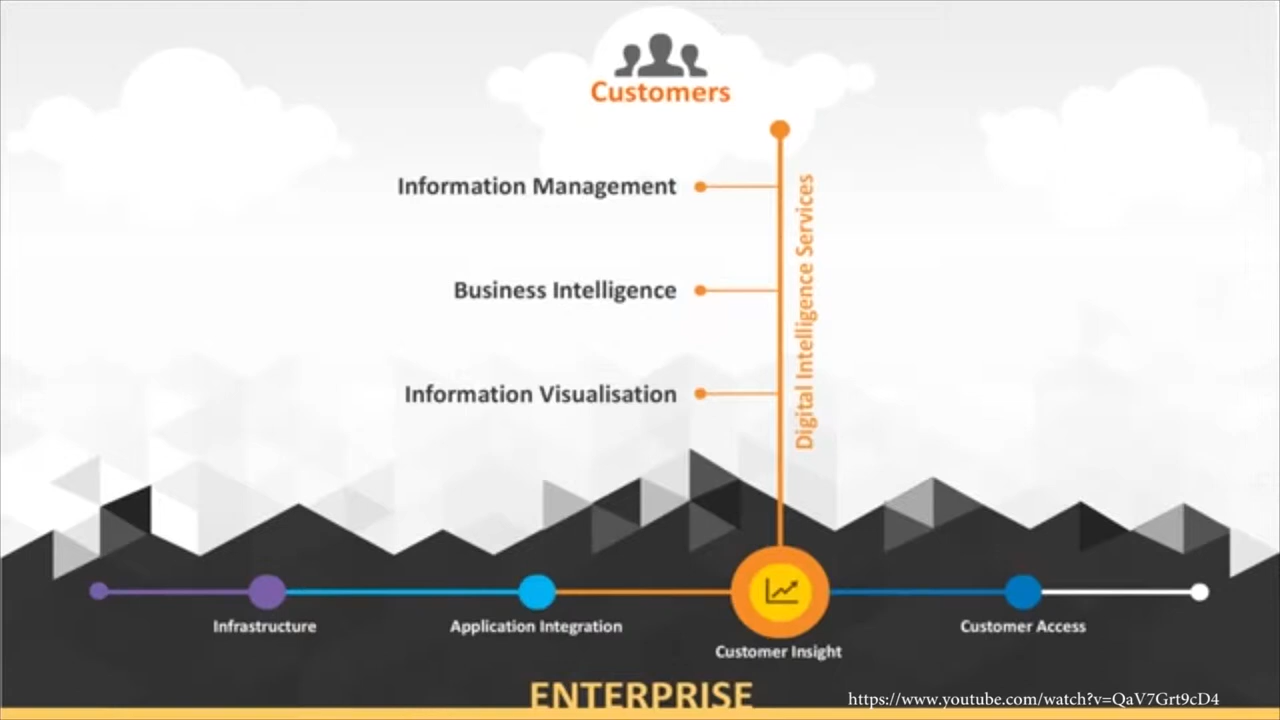 Customers
Information Management
Business Intelligence
Information Visualisation
Digital Intelligence Services
Infrastructure
Application Integration
Customer Insight
Customer Access
ENTERPRISE
https://www.youtube.com/watch?v=QaV7Grt9cD4